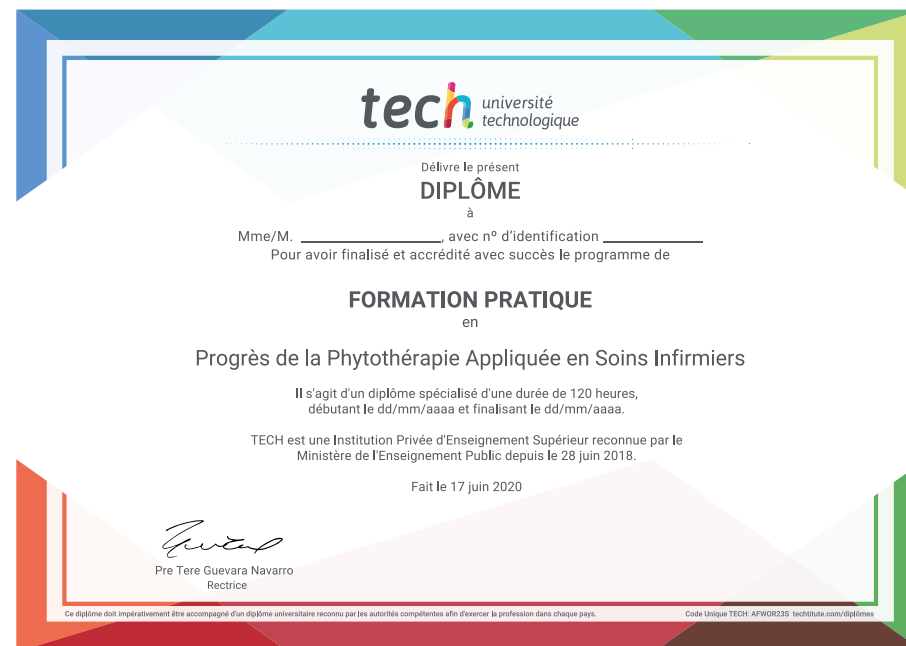 tech université
technologique
Délivre le présent
DIPLÔME
à
Mme/M. ____________________, avec nº d'identification ______________
Pour avoir finalisé et accrédité avec succès le programme de
FORMATION PRATIQUE
en
Progrès de la Phytothérapie Appliquée en Soins Infirmiers
Il s'agit d'un diplôme spécialisé d'une durée de 120 heures,
débutant le dd/mm/aaaa et finalisant le dd/mm/aaaa.
TECH est une Institution Privée d'Enseignement Supérieur reconnue par le
Ministère de l'Enseignement Public depuis le 28 juin 2018.
Fait le 17 juin 2020
Pre Tere Guevara Navarro
Rectrice
Ce diplôme doit impérativement être accompagné d'un diplôme universitaire reconnu par les autorités compétentes afin d'exercer la profession dans chaque pays.
Code Unique TECH: AFWOR23S techtitute.com/diplômes